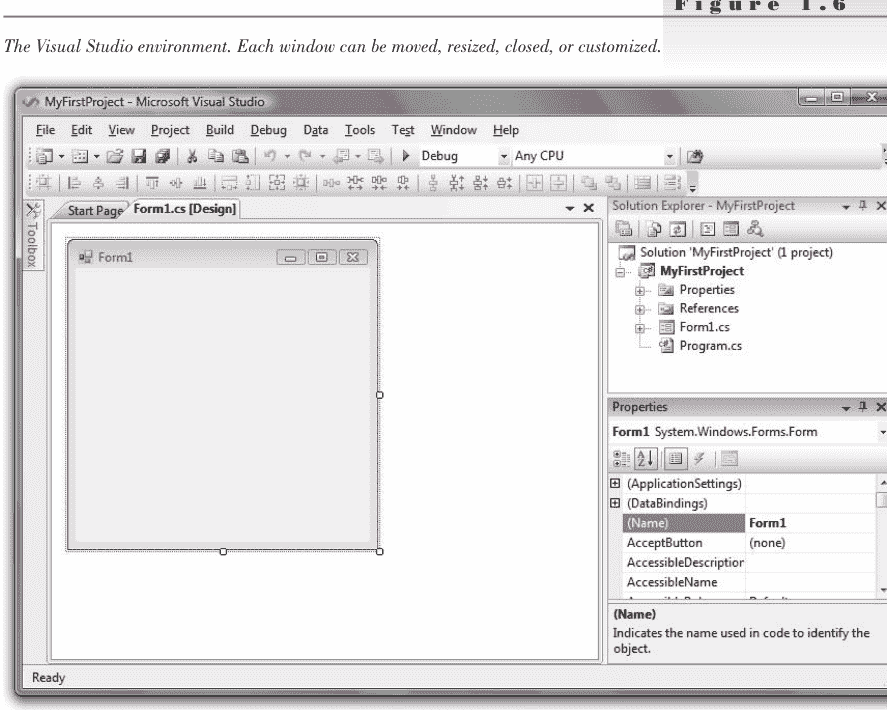 Figure 1.6
The Visual Studio environment. Each window can be moved, resized, closed, or customized.
MyFirstProject - Microsoft Visual Studio
File Edit View Project Build Debug Data Tools Test Window Help
Debug Any CPU
Toolbox
Start Page Form1.cs [Design]
Form1
Solution Explorer - MyFirstProject
Solution 'MyFirstProject' (1 project)
MyFirstProject
Properties
References
Form1.cs
Program.cs
Properties
Form1 System.Windows.Forms.Form
(ApplicationSettings)
(DataBindings)
(Name) Form1
AcceptButton (none)
AccessibleDescription
AccessibleName
(Name)
Indicates the name used in code to identify the
object.
Ready